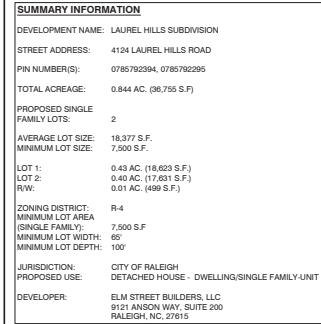 SUMMARY INFORMATION
DEVELOPMENT NAME: LAUREL HILLS SUBDIVISION
STREET ADDRESS: 4124 LAUREL HILLS ROAD
PIN NUMBER(S): 0785792394, 0785792295
TOTAL ACREAGE: 0.844 AC. (36,755 S.F)
PROPOSED SINGLE
FAMILY LOTS: 2
AVERAGE LOT SIZE: 18,377 S.F.
MINIMUM LOT SIZE: 7,500 S.F.
LOT 1: 0.43 AC. (18,623 S.F.)
LOT 2: 0.40 AC. (17,631 S.F.)
R/W: 0.01 AC. (499 S.F.)
ZONING DISTRICT: R-4
MINIMUM LOT AREA
(SINGLE FAMILY): 7,500 S.F
MINIMUM LOT WIDTH: 65'
MINIMUM LOT DEPTH: 100'
JURISDICTION: CITY OF RALEIGH
PROPOSED USE: DETACHED HOUSE - DWELLING/SINGLE FAMILY-UNIT
DEVELOPER: ELM STREET BUILDERS, LLC
9121 ANSON WAY, SUITE 200
RALEIGH, NC, 27615